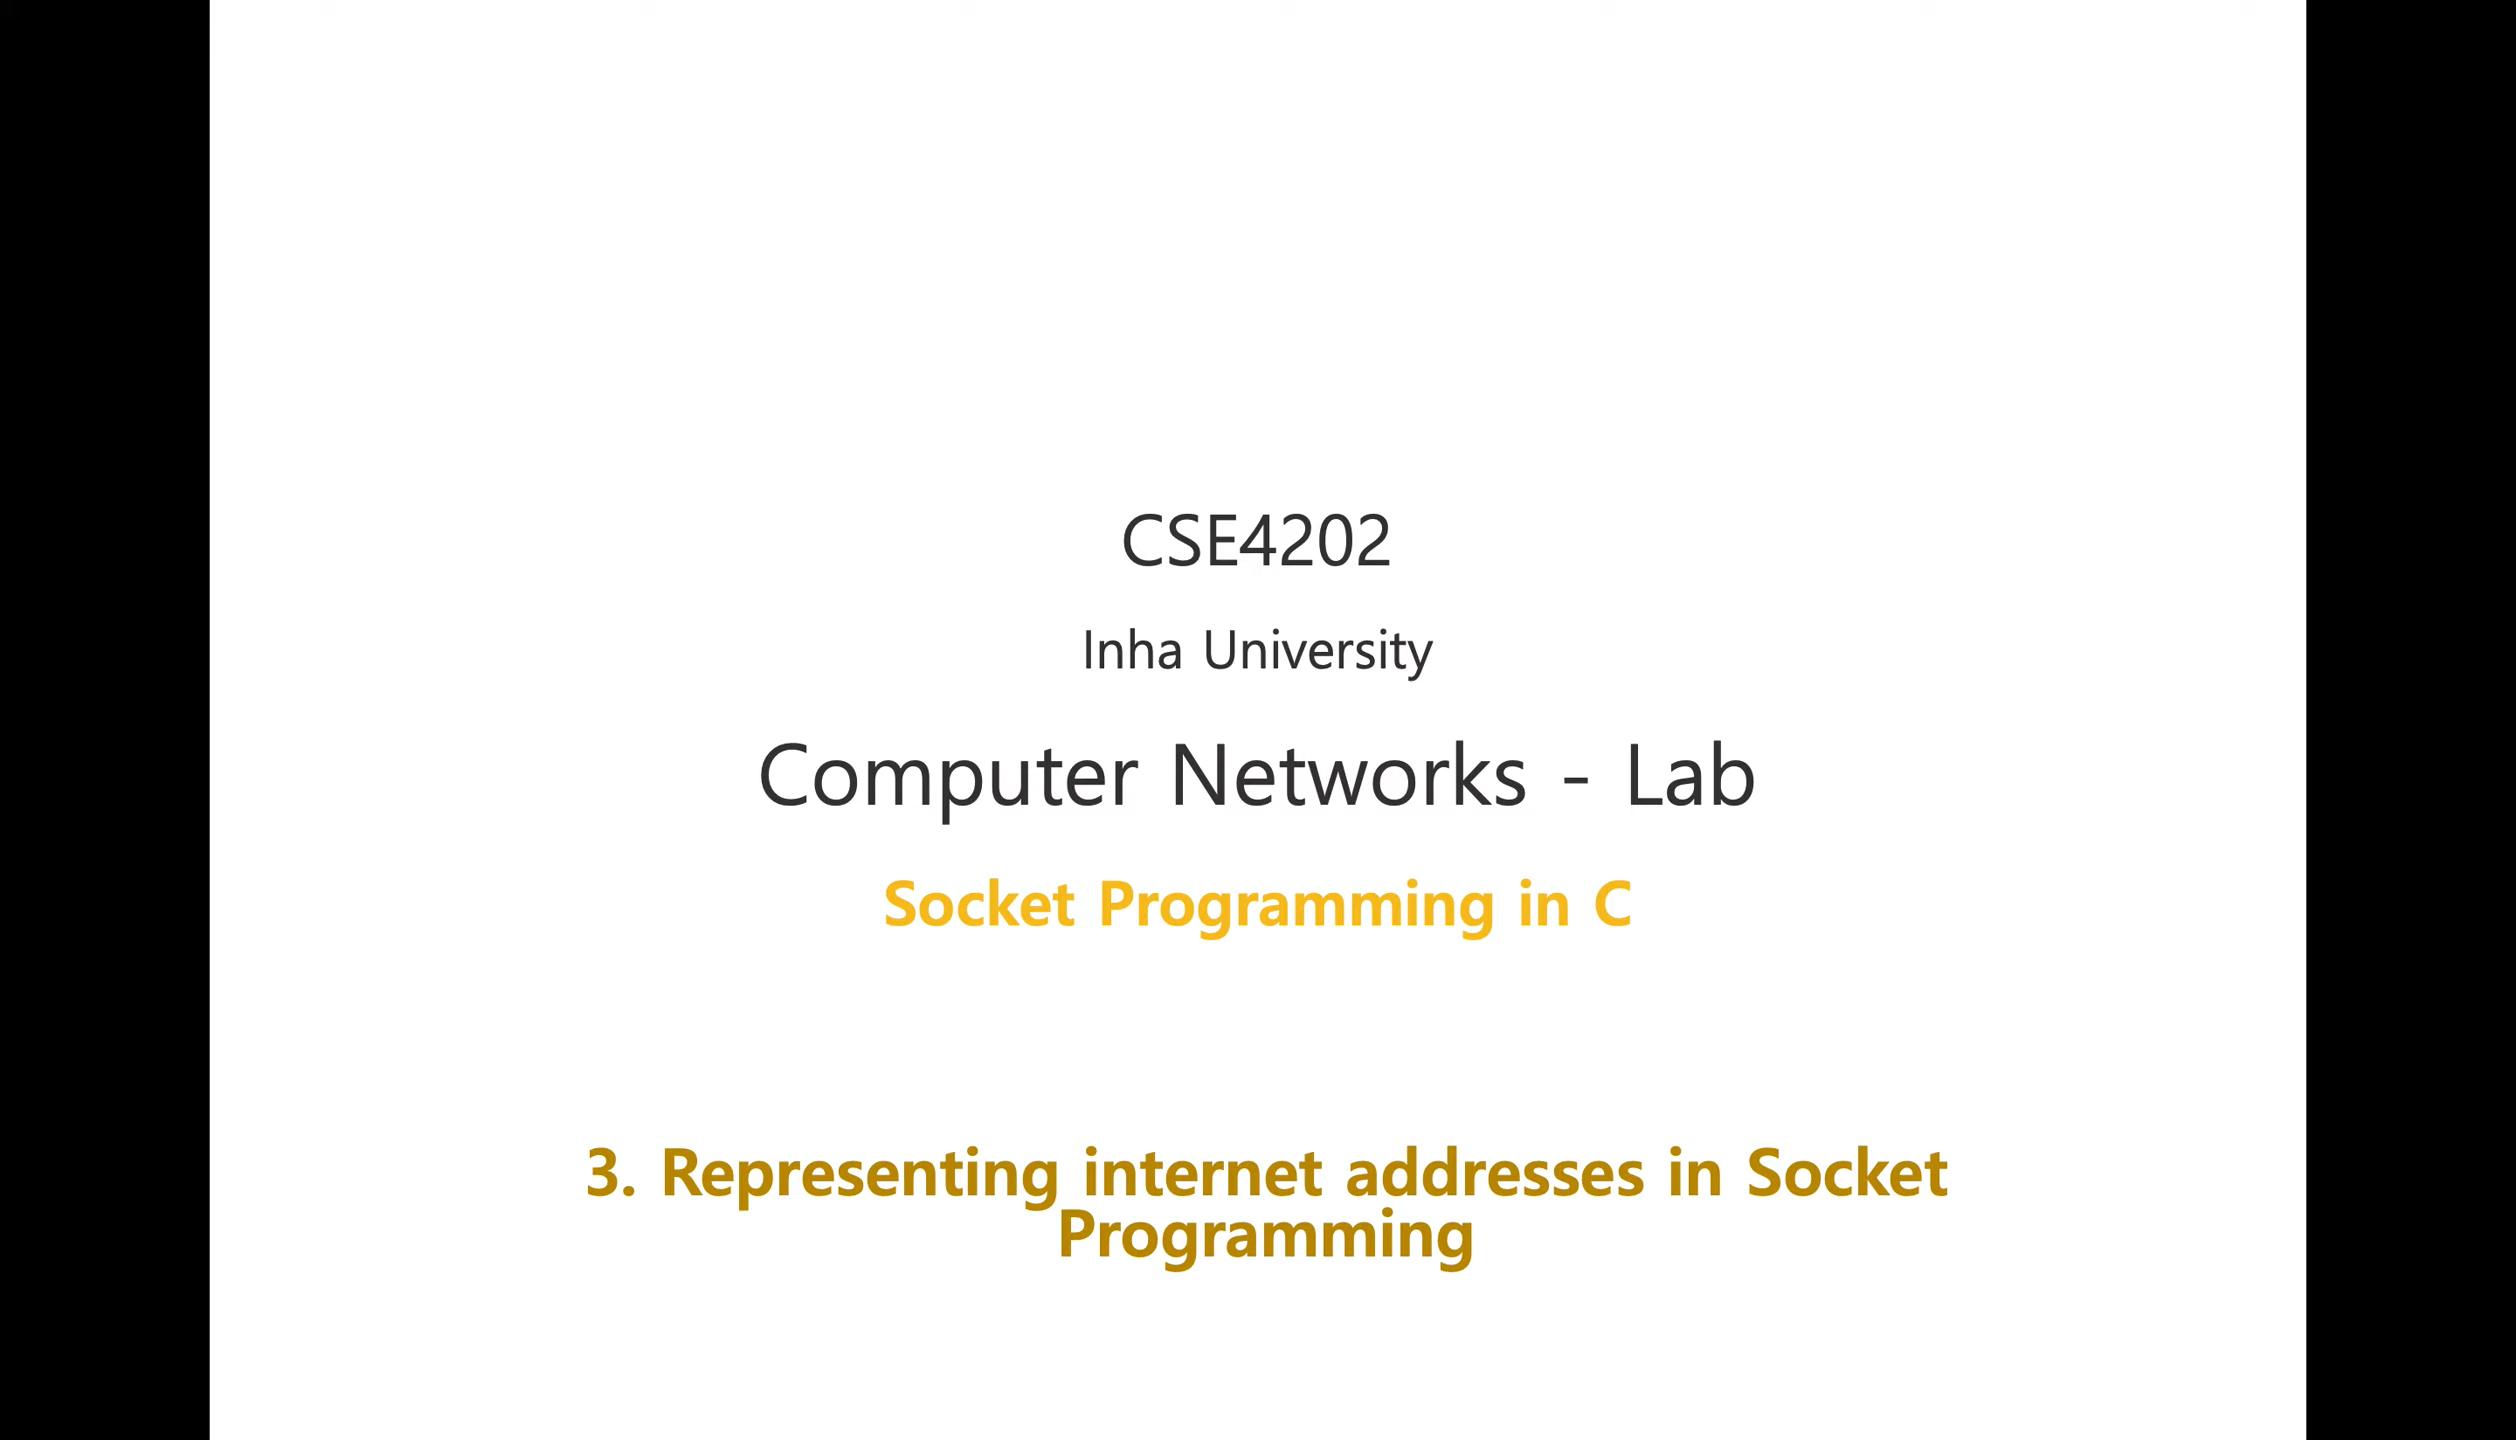 CSE4202
Inha University
Computer Networks - Lab
Socket Programming in C
3. Representing internet addresses in Socket
Programming